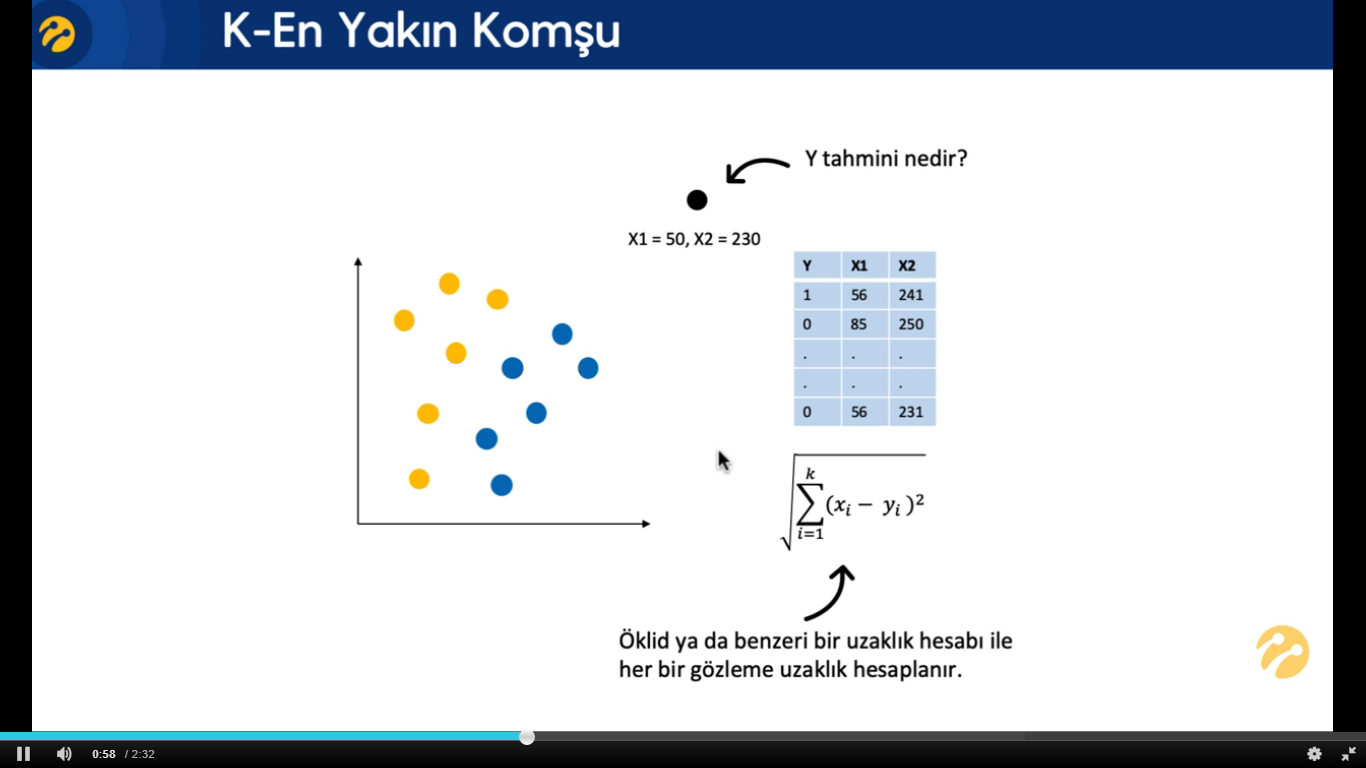 K-En Yakın Komşu
Y tahmini nedir?
X1 = 50, X2 = 230
Y X1 X2
1 56 241
0 85 250
. . .
. . .
0 56 231
√∑ᵢ₌₁ᵏ (xᵢ − yᵢ)²
Öklid ya da benzeri bir uzaklık hesabı ile
her bir gözleme uzaklık hesaplanır.
0:58 / 2:32